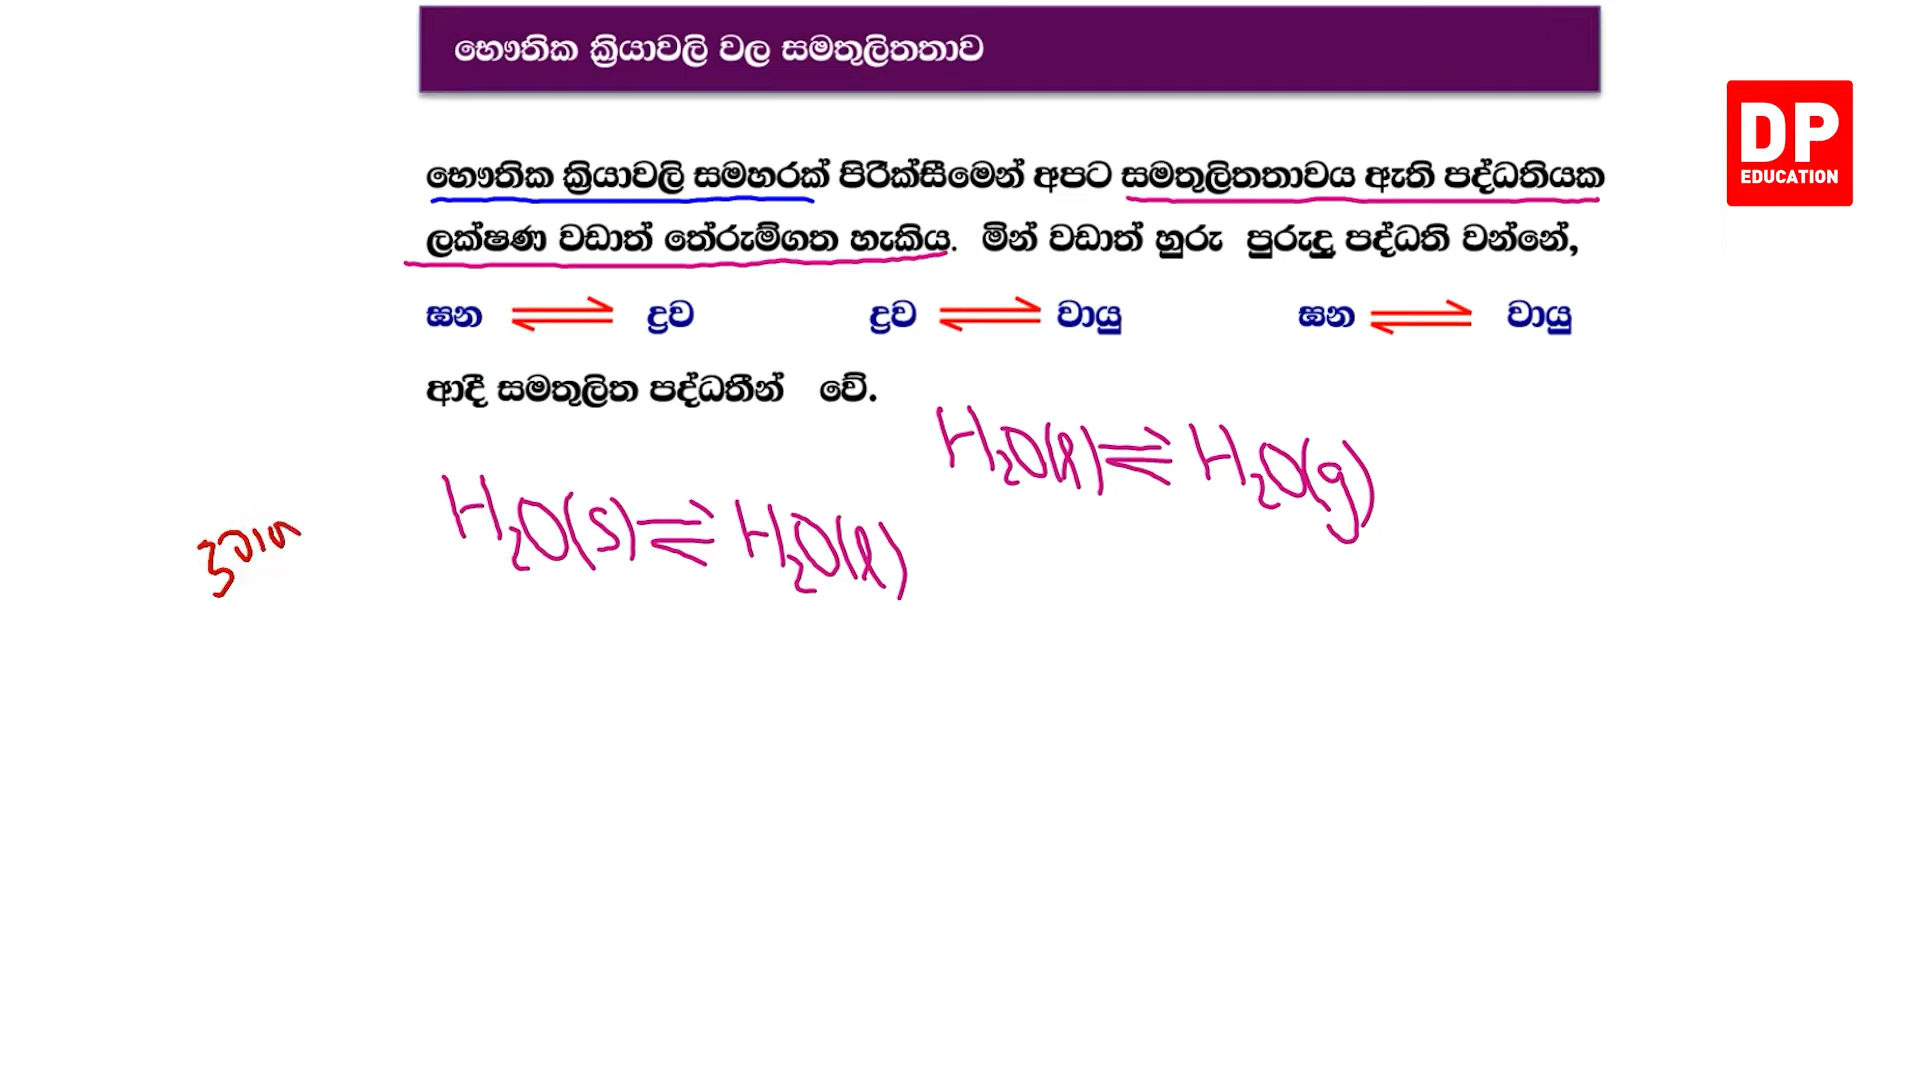 භෞතික ක්‍රියාවලි වල සමතුලිතතාව
DP
EDUCATION
භෞතික ක්‍රියාවලි සමහරක් පිරික්සීමෙන් අපට සමතුලිතතාවය ඇති පද්ධතියක
ලක්ෂණ වඩාත් තේරුම්ගත හැකිය. මින් වඩාත් හුරු පුරුදු පද්ධති වන්නේ,
ඝන ⇌ ද්‍රව ද්‍රව ⇌ වායු ඝන ⇌ වායු
ආදී සමතුලිත පද්ධතීන් වේ.
H₂O(l) ⇌ H₂O(g)
H₂O(s) ⇌ H₂O(l)